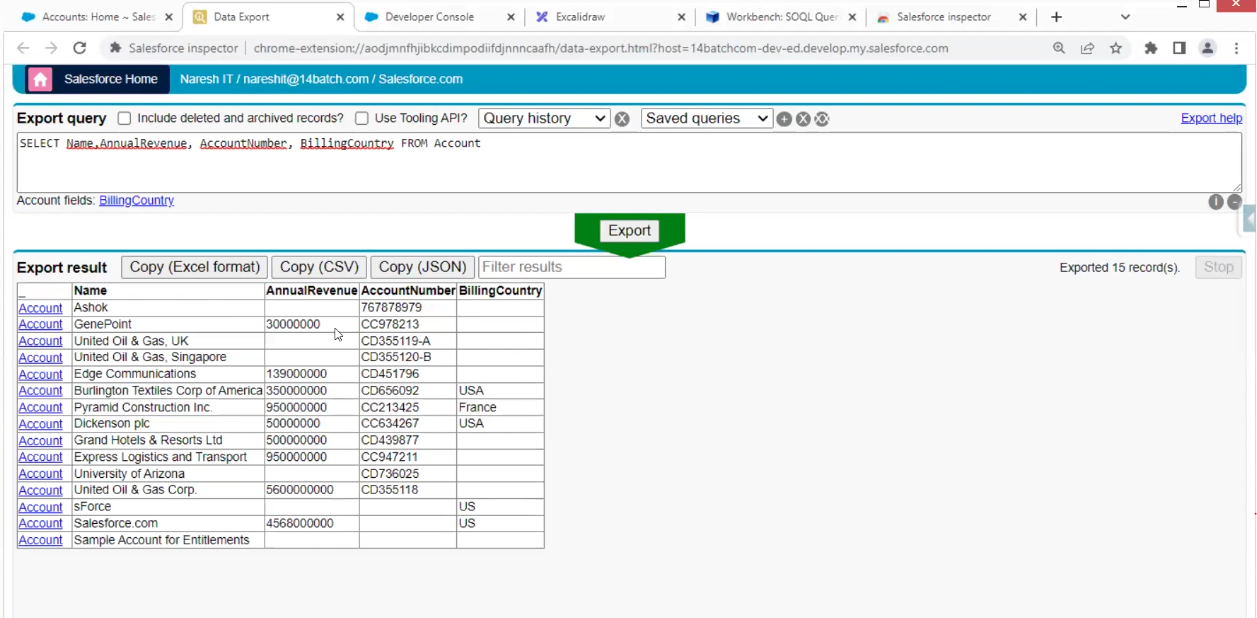 Accounts: Home ~ Sales Data Export Developer Console Excalidraw Workbench: SOQL Quer Salesforce inspector
Salesforce inspector chrome-extension://aodjmnfhjibkcdimpodiifdjnnncaafh/data-export.html?host=14batchcom-dev-ed.develop.my.salesforce.com
Salesforce Home Naresh IT / nareshit@14batch.com / Salesforce.com
Export query Include deleted and archived records? Use Tooling API? Query history X Saved queries + X Export help
SELECT Name,AnnualRevenue, AccountNumber, BillingCountry FROM Account
Account fields: BillingCountry
Export
Export result Copy (Excel format) Copy (CSV) Copy (JSON) Filter results Exported 15 record(s). Stop
_ Name AnnualRevenue AccountNumber BillingCountry
Account Ashok 767878979
Account GenePoint 30000000 CC978213
Account United Oil & Gas, UK CD355119-A
Account United Oil & Gas, Singapore CD355120-B
Account Edge Communications 139000000 CD451796
Account Burlington Textiles Corp of America 350000000 CD656092 USA
Account Pyramid Construction Inc. 950000000 CC213425 France
Account Dickenson plc 50000000 CC634267 USA
Account Grand Hotels & Resorts Ltd 500000000 CD439877
Account Express Logistics and Transport 950000000 CC947211
Account University of Arizona CD736025
Account United Oil & Gas Corp. 5600000000 CD355118
Account sForce US
Account Salesforce.com 4568000000 US
Account Sample Account for Entitlements